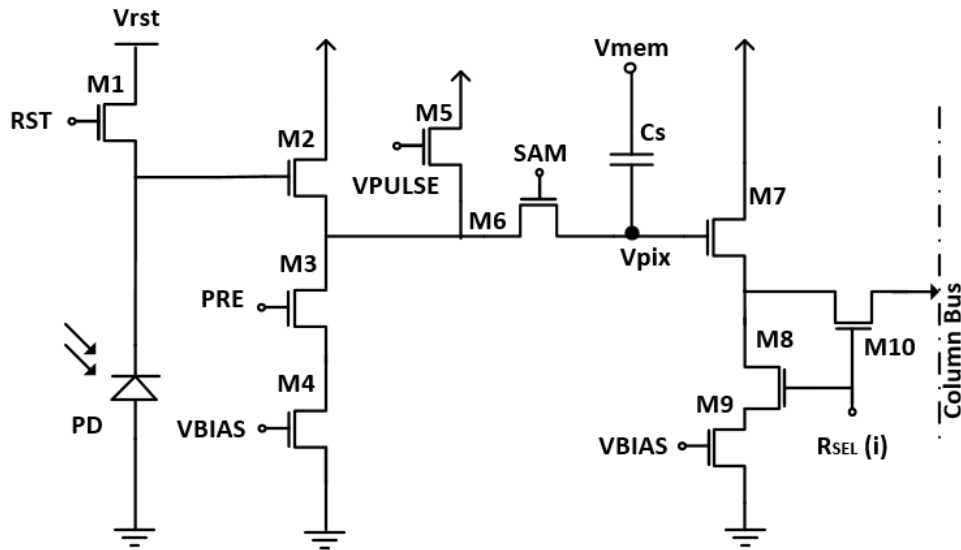 Vrst
M1
RST
M2
M5
VPULSE
SAM
M6
Vmem
Cs
Vpix
M7
M3
PRE
M4
VBIAS
PD
M8
M9
VBIAS
M10
RSEL (i)
Column Bus